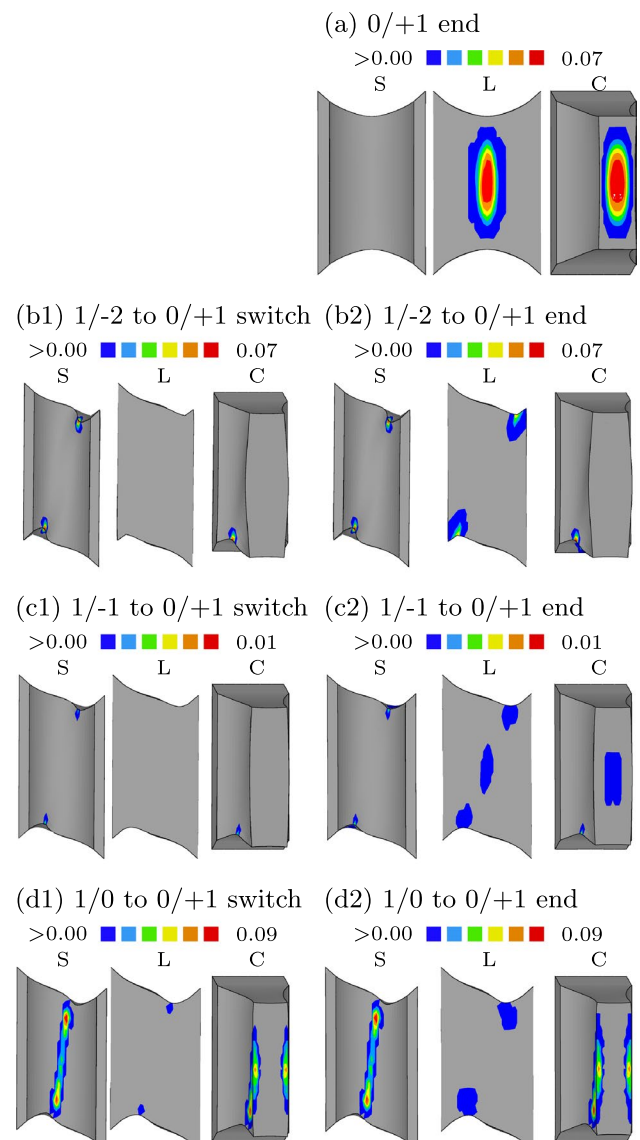 (a) 0/+1 end
>0.00 0.07
S L C
(b1) 1/-2 to 0/+1 switch
>0.00 0.07
S L C
(b2) 1/-2 to 0/+1 end
>0.00 0.07
S L C
(c1) 1/-1 to 0/+1 switch
>0.00 0.01
S L C
(c2) 1/-1 to 0/+1 end
>0.00 0.01
S L C
(d1) 1/0 to 0/+1 switch
>0.00 0.09
S L C
(d2) 1/0 to 0/+1 end
>0.00 0.09
S L C